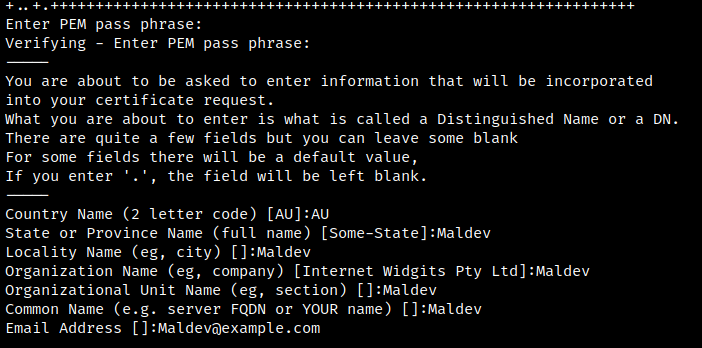 +..+.++++++++++++++++++++++++++++++++++++++++++++++++++++++++++++++++
Enter PEM pass phrase:
Verifying - Enter PEM pass phrase:
-----
You are about to be asked to enter information that will be incorporated
into your certificate request.
What you are about to enter is what is called a Distinguished Name or a DN.
There are quite a few fields but you can leave some blank
For some fields there will be a default value,
If you enter '.', the field will be left blank.
-----
Country Name (2 letter code) [AU]:AU
State or Province Name (full name) [Some-State]:Maldev
Locality Name (eg, city) []:Maldev
Organization Name (eg, company) [Internet Widgits Pty Ltd]:Maldev
Organizational Unit Name (eg, section) []:Maldev
Common Name (e.g. server FQDN or YOUR name) []:Maldev
Email Address []:Maldev@example.com